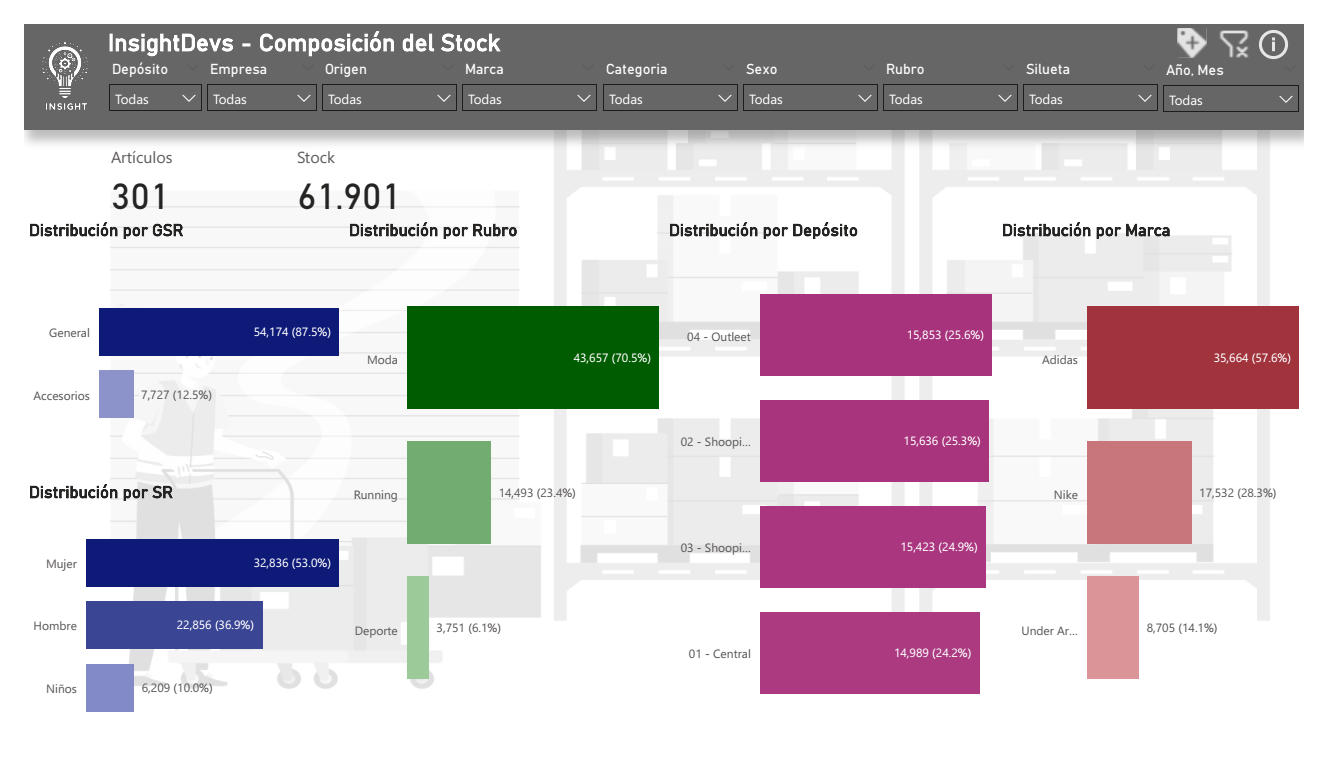 InsightDevs - Composición del Stock
INSIGHT
Depósito Empresa Origen Marca Categoria Sexo Rubro Silueta Año, Mes
Todas Todas Todas Todas Todas Todas Todas Todas Todas
Artículos Stock
301 61.901
Distribución por GSR
General 54,174 (87.5%)
Accesorios 7,727 (12.5%)
Distribución por SR
Mujer 32,836 (53.0%)
Hombre 22,856 (36.9%)
Niños 6,209 (10.0%)
Distribución por Rubro
Moda 43,657 (70.5%)
Running 14,493 (23.4%)
Deporte 3,751 (6.1%)
Distribución por Depósito
04 - Outleet 15,853 (25.6%)
02 - Shoopi... 15,636 (25.3%)
03 - Shoopi... 15,423 (24.9%)
01 - Central 14,989 (24.2%)
Distribución por Marca
Adidas 35,664 (57.6%)
Nike 17,532 (28.3%)
Under Ar... 8,705 (14.1%)